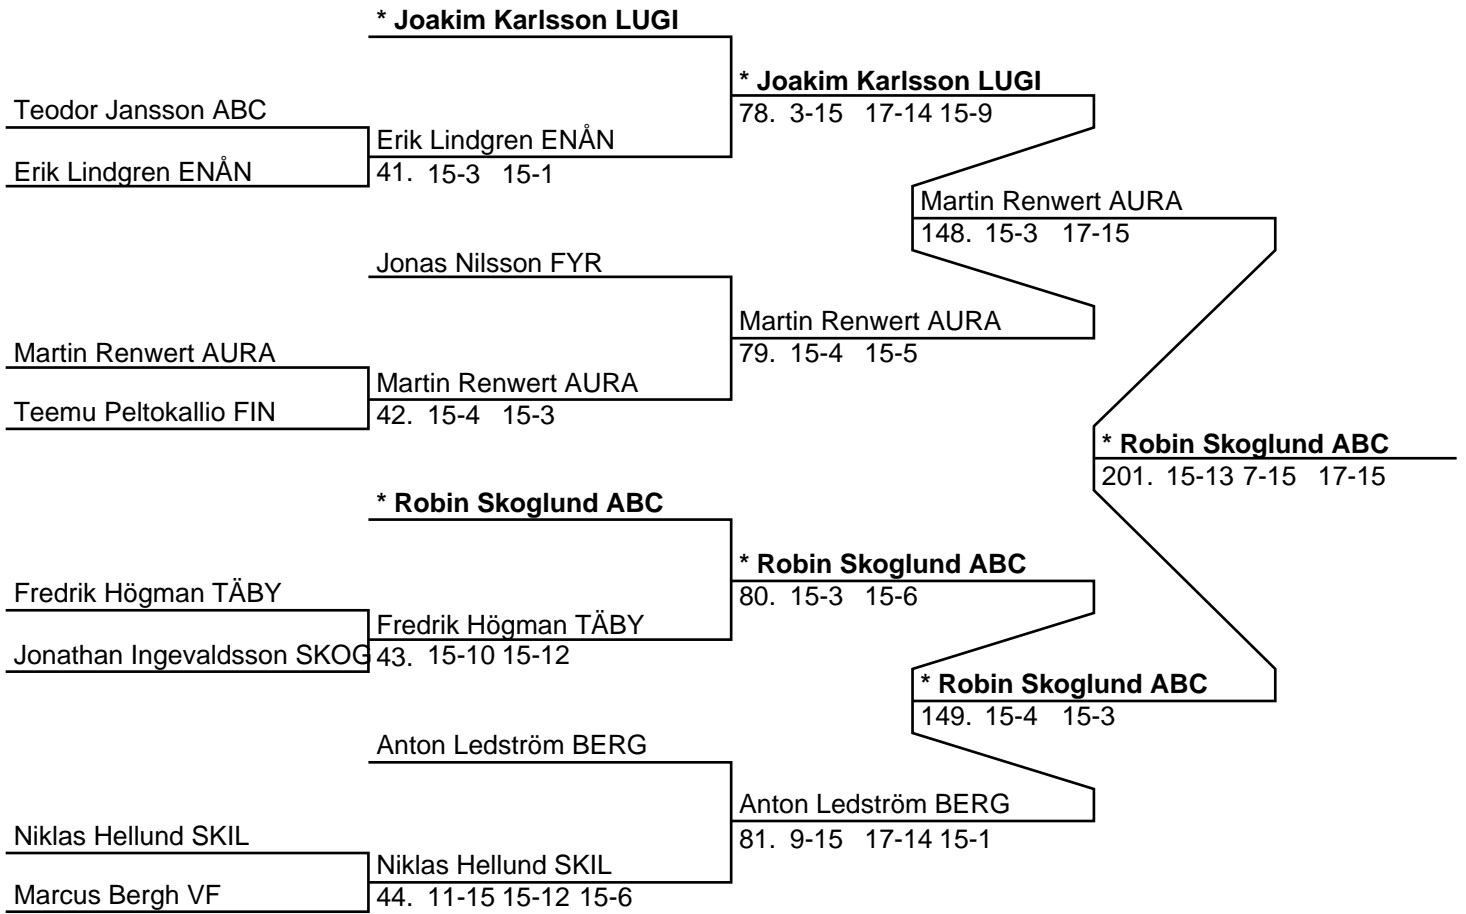 * Joakim Karlsson LUGI
* Joakim Karlsson LUGI
78. 3-15 17-14 15-9
Teodor Jansson ABC
Erik Lindgren ENÅN
41. 15-3 15-1
Erik Lindgren ENÅN
Martin Renwert AURA
148. 15-3 17-15
Jonas Nilsson FYR
Martin Renwert AURA
79. 15-4 15-5
Martin Renwert AURA
Martin Renwert AURA
42. 15-4 15-3
Teemu Peltokallio FIN
* Robin Skoglund ABC
201. 15-13 7-15 17-15
* Robin Skoglund ABC
* Robin Skoglund ABC
80. 15-3 15-6
Fredrik Högman TÄBY
Fredrik Högman TÄBY
43. 15-10 15-12
Jonathan Ingevaldsson SKOG
* Robin Skoglund ABC
149. 15-4 15-3
Anton Ledström BERG
Anton Ledström BERG
81. 9-15 17-14 15-1
Niklas Hellund SKIL
Niklas Hellund SKIL
44. 11-15 15-12 15-6
Marcus Bergh VF